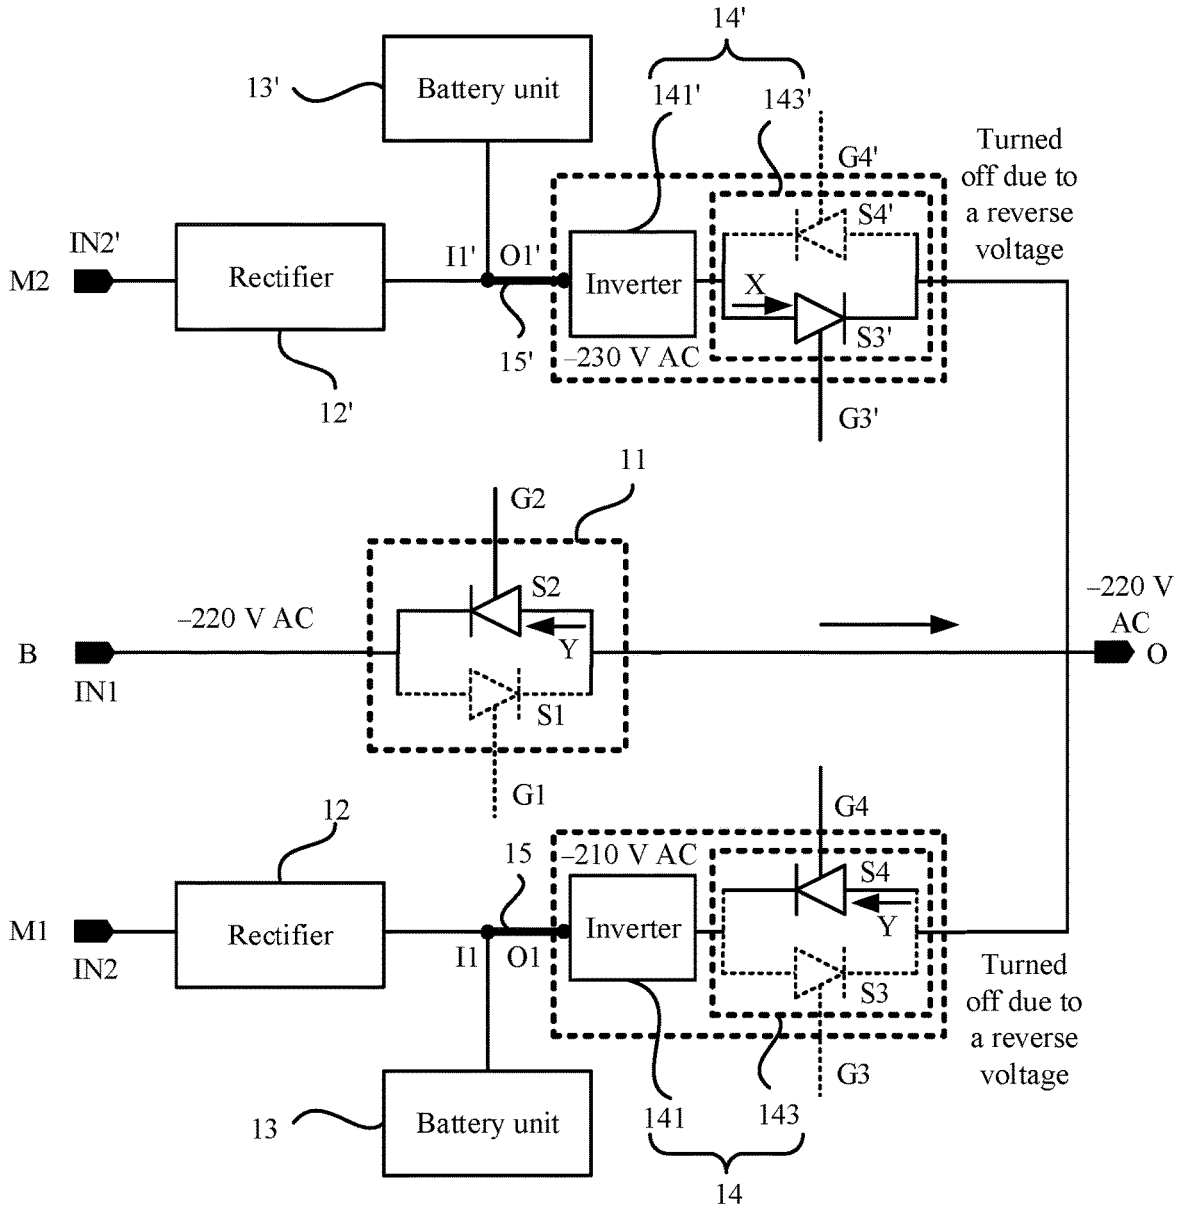 14'
13'
Battery unit
141'
143'
G4'
Turned
off due to
a reverse
voltage
S4'
IN2'
M2
Rectifier
I1'
O1'
Inverter
X
S3'
15'
–230 V AC
12'
G3'
11
G2
S2
–220 V AC
Y
–220 V
AC
B
O
IN1
S1
G1
12
G4
15
–210 V AC
S4
M1
Rectifier
Inverter
Y
IN2
I1
O1
S3
Turned
off due to
a reverse
voltage
G3
13
Battery unit
141
143
14